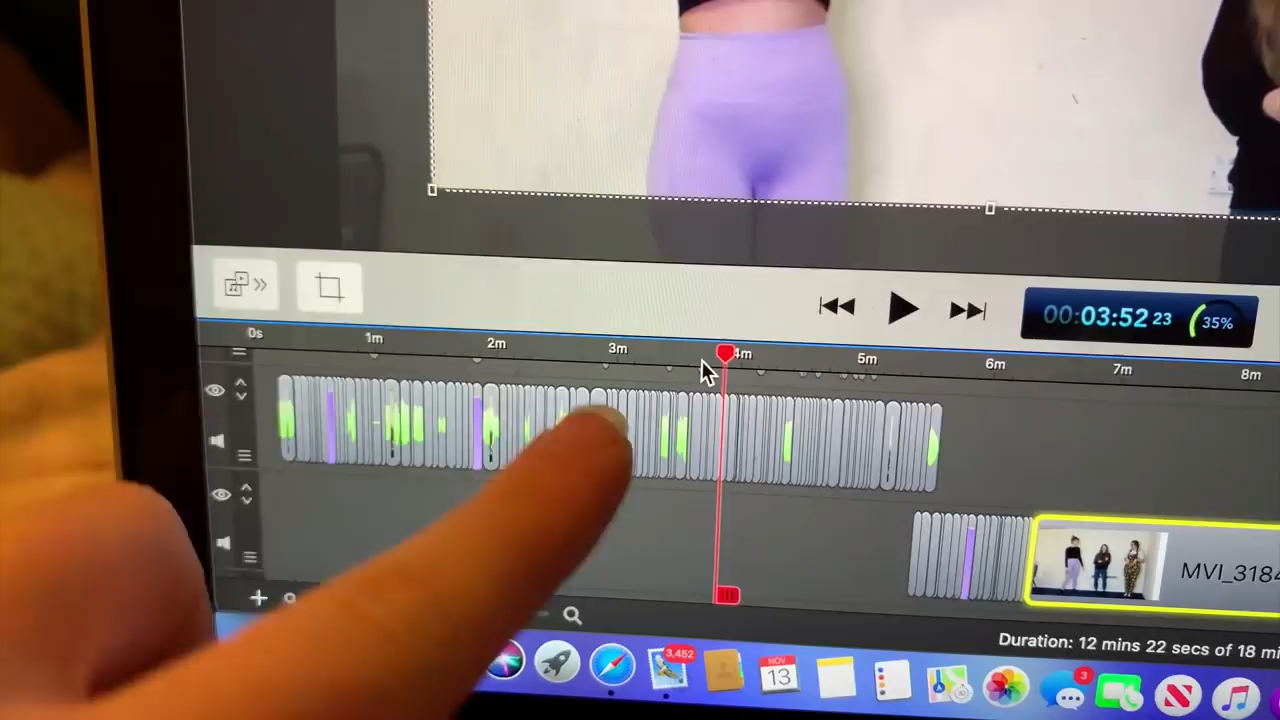 00:03:52 23
35%
0s
1m
2m
3m
4m
5m
6m
7m
8m
MVI_3184
Duration: 12 mins 22 secs of 18 mi
3,452
NOV
13
3